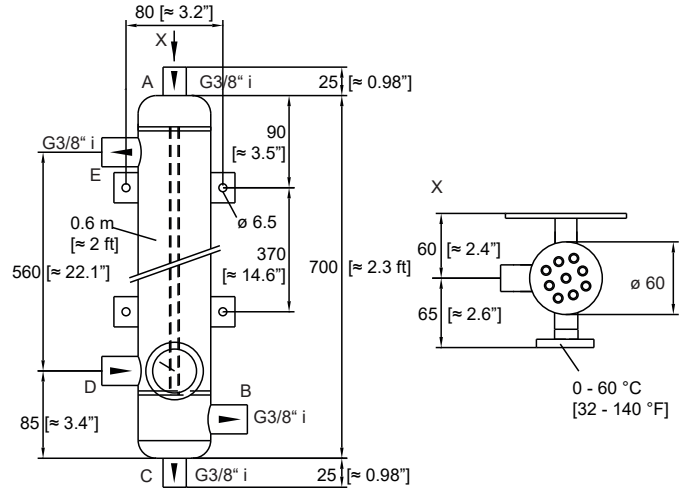 80 [≈ 3.2”]
X
A
G3/8“ i
25 [≈ 0.98”]
G3/8“ i
E
90
[≈ 3.5”]
ø 6.5
0.6 m
[≈ 2 ft]
370
[≈ 14.6”]
560 [≈ 22.1”]
700 [≈ 2.3 ft]
D
B
G3/8“ i
85 [≈ 3.4”]
C
G3/8“ i
25 [≈ 0.98”]
X
60 [≈ 2.4”]
65 [≈ 2.6”]
ø 60
0 - 60 °C
[32 - 140 °F]